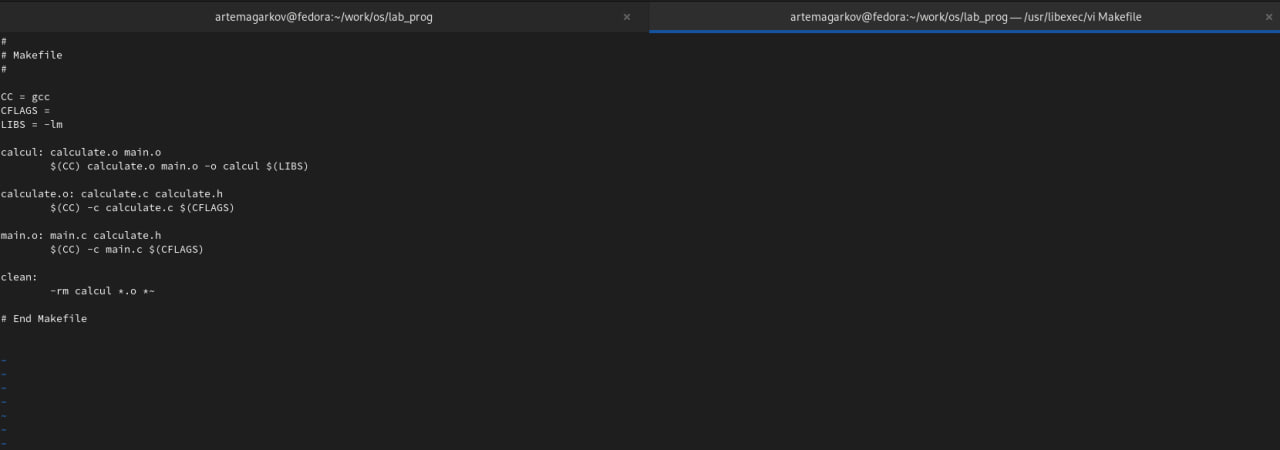 artemagarkov@fedora:~/work/os/lab_prog × artemagarkov@fedora:~/work/os/lab_prog — /usr/libexec/vi Makefile ×
#
# Makefile
#

CC = gcc
CFLAGS =
LIBS = -lm

calcul: calculate.o main.o
        $(CC) calculate.o main.o -o calcul $(LIBS)

calculate.o: calculate.c calculate.h
        $(CC) -c calculate.c $(CFLAGS)

main.o: main.c calculate.h
        $(CC) -c main.c $(CFLAGS)

clean:
        -rm calcul *.o *~

# End Makefile


~
~
~
~
~
~
~